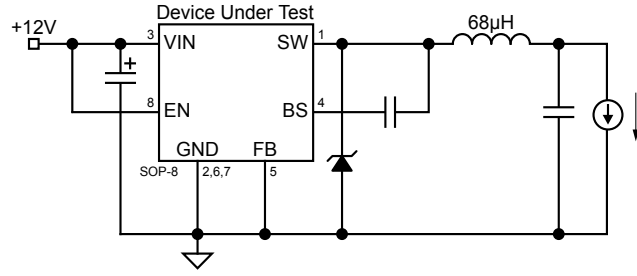 Device Under Test
+12V
68µH
3
VIN
SW
1
8
EN
BS
4
GND
FB
SOP-8
2,6,7
5
+